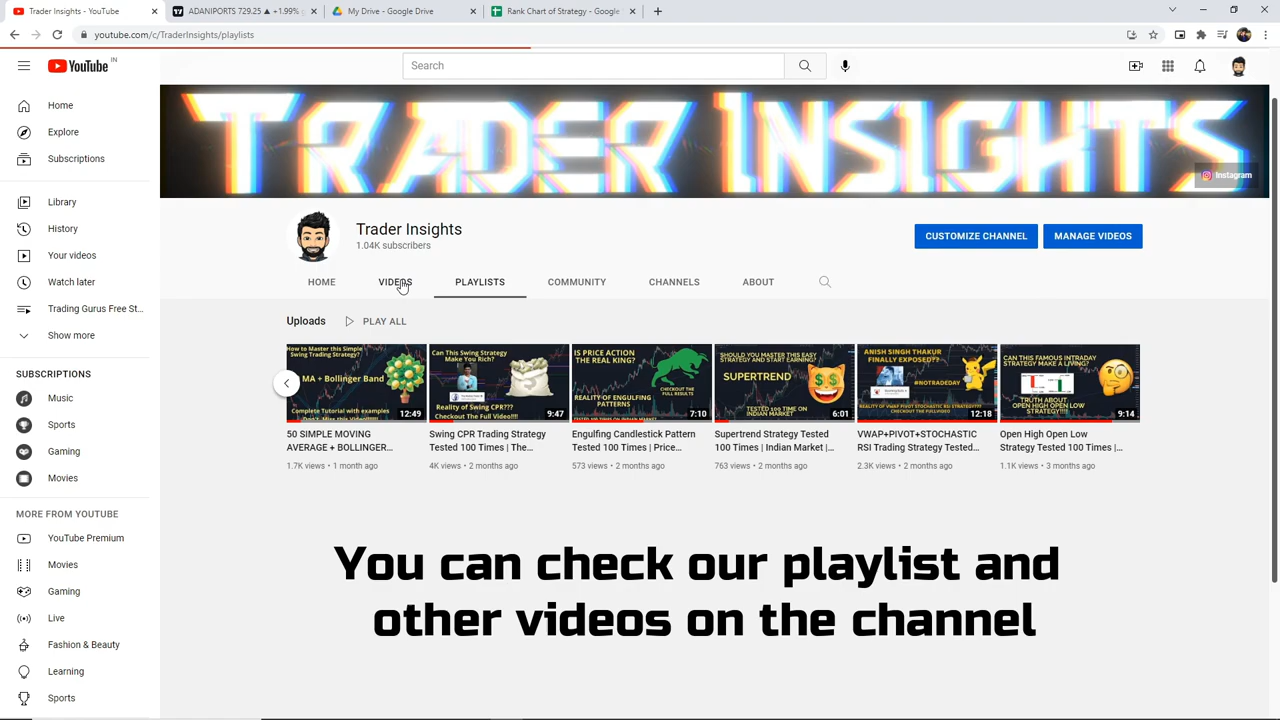 Trader Insights - YouTube
ADANIPORTS 729.25 ▲ +1.99%
My Drive - Google Drive
Rank Chart of Strategy - Google
youtube.com/c/TraderInsights/playlists
YouTube IN
Search
Home
Explore
Subscriptions
Library
History
Your videos
Watch later
Trading Gurus Free St...
Show more
SUBSCRIPTIONS
Music
Sports
Gaming
Movies
MORE FROM YOUTUBE
YouTube Premium
Movies
Gaming
Live
Fashion & Beauty
Learning
Sports
TRADER INSIGHTS
Instagram
Trader Insights
1.04K subscribers
CUSTOMIZE CHANNEL
MANAGE VIDEOS
HOME
VIDEOS
PLAYLISTS
COMMUNITY
CHANNELS
ABOUT
Uploads
PLAY ALL
How to Master this Simple
Swing Trading Strategy?
MA + Bollinger Band
Complete Tutorial with examples
12:49
50 SIMPLE MOVING
AVERAGE + BOLLINGER...
1.7K views • 1 month ago
Can This Swing Strategy
Make You Rich?
Reality of Swing CPR???
Checkout The Full Video!!!
9:47
Swing CPR Trading Strategy
Tested 100 Times | The...
4K views • 2 months ago
IS PRICE ACTION
THE REAL KING?
CHECKOUT THE
FULL RESULTS
REALITY OF ENGULFING
PATTERNS
7:10
Engulfing Candlestick Pattern
Tested 100 Times | Price...
573 views • 2 months ago
SHOULD YOU MASTER THIS EASY
STRATEGY AND START EARNING?
SUPERTREND
TESTED 100 TIME ON
INDIAN MARKET
6:01
Supertrend Strategy Tested
100 Times | Indian Market |...
763 views • 2 months ago
ANISH SINGH THAKUR
FINALLY EXPOSED??
#NOTRADEDAY
REALITY OF VWAP PIVOT STOCHASTIC RSI STRATEGY???
CHECKOUT THE FULLVIDEO
12:18
VWAP+PIVOT+STOCHASTIC
RSI Trading Strategy Tested...
2.3K views • 2 months ago
CAN THIS FAMOUS INTRADAY
STRATEGY MAKE A LIVING?
TRUTH ABOUT
OPEN HIGH OPEN LOW
STRATEGY!!!!
9:14
Open High Open Low
Strategy Tested 100 Times |...
1.1K views • 3 months ago
You can check our playlist and
other videos on the channel